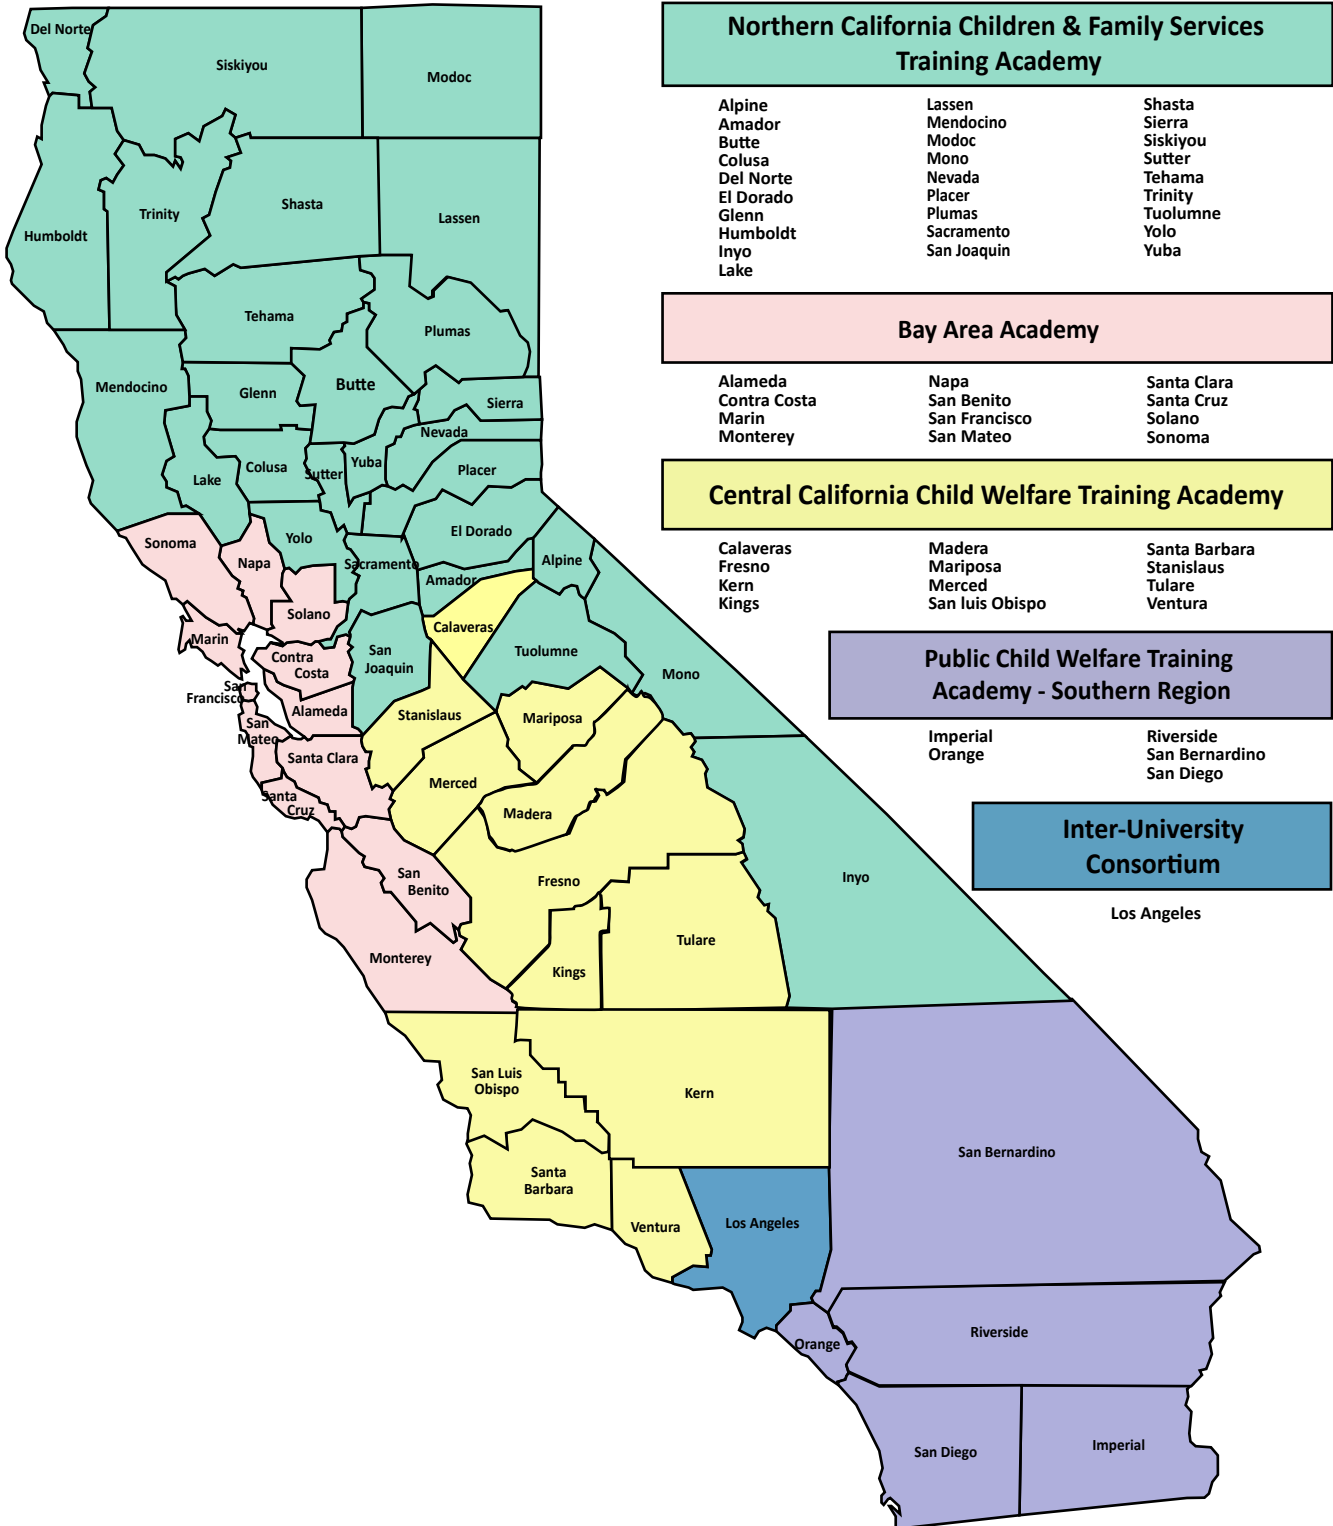 Northern California Children & Family Services
Training Academy
Alpine
Amador
Butte
Colusa
Del Norte
El Dorado
Glenn
Humboldt
Inyo
Lake
Lassen
Mendocino
Modoc
Mono
Nevada
Placer
Plumas
Sacramento
San Joaquin
Shasta
Sierra
Siskiyou
Sutter
Tehama
Trinity
Tuolumne
Yolo
Yuba
Bay Area Academy
Alameda
Contra Costa
Marin
Monterey
Napa
San Benito
San Francisco
San Mateo
Santa Clara
Santa Cruz
Solano
Sonoma
Central California Child Welfare Training Academy
Calaveras
Fresno
Kern
Kings
Madera
Mariposa
Merced
San luis Obispo
Santa Barbara
Stanislaus
Tulare
Ventura
Public Child Welfare Training
Academy - Southern Region
Imperial
Orange
Riverside
San Bernardino
San Diego
Inter-University
Consortium
Los Angeles
Del Norte
Siskiyou
Modoc
Humboldt
Trinity
Shasta
Lassen
Tehama
Plumas
Mendocino
Glenn
Butte
Sierra
Nevada
Lake
Colusa
Sutter
Yuba
Placer
Sonoma
Napa
Yolo
Sacramento
El Dorado
Alpine
Amador
Solano
Calaveras
Marin
Contra
Costa
San
Joaquin
Tuolumne
Mono
San
Francisco
Alameda
Stanislaus
Mariposa
San
Mateo
Santa Clara
Merced
Santa
Cruz
Madera
San
Benito
Fresno
Inyo
Monterey
Kings
Tulare
San Luis
Obispo
Kern
San Bernardino
Santa
Barbara
Ventura
Los Angeles
Orange
Riverside
San Diego
Imperial